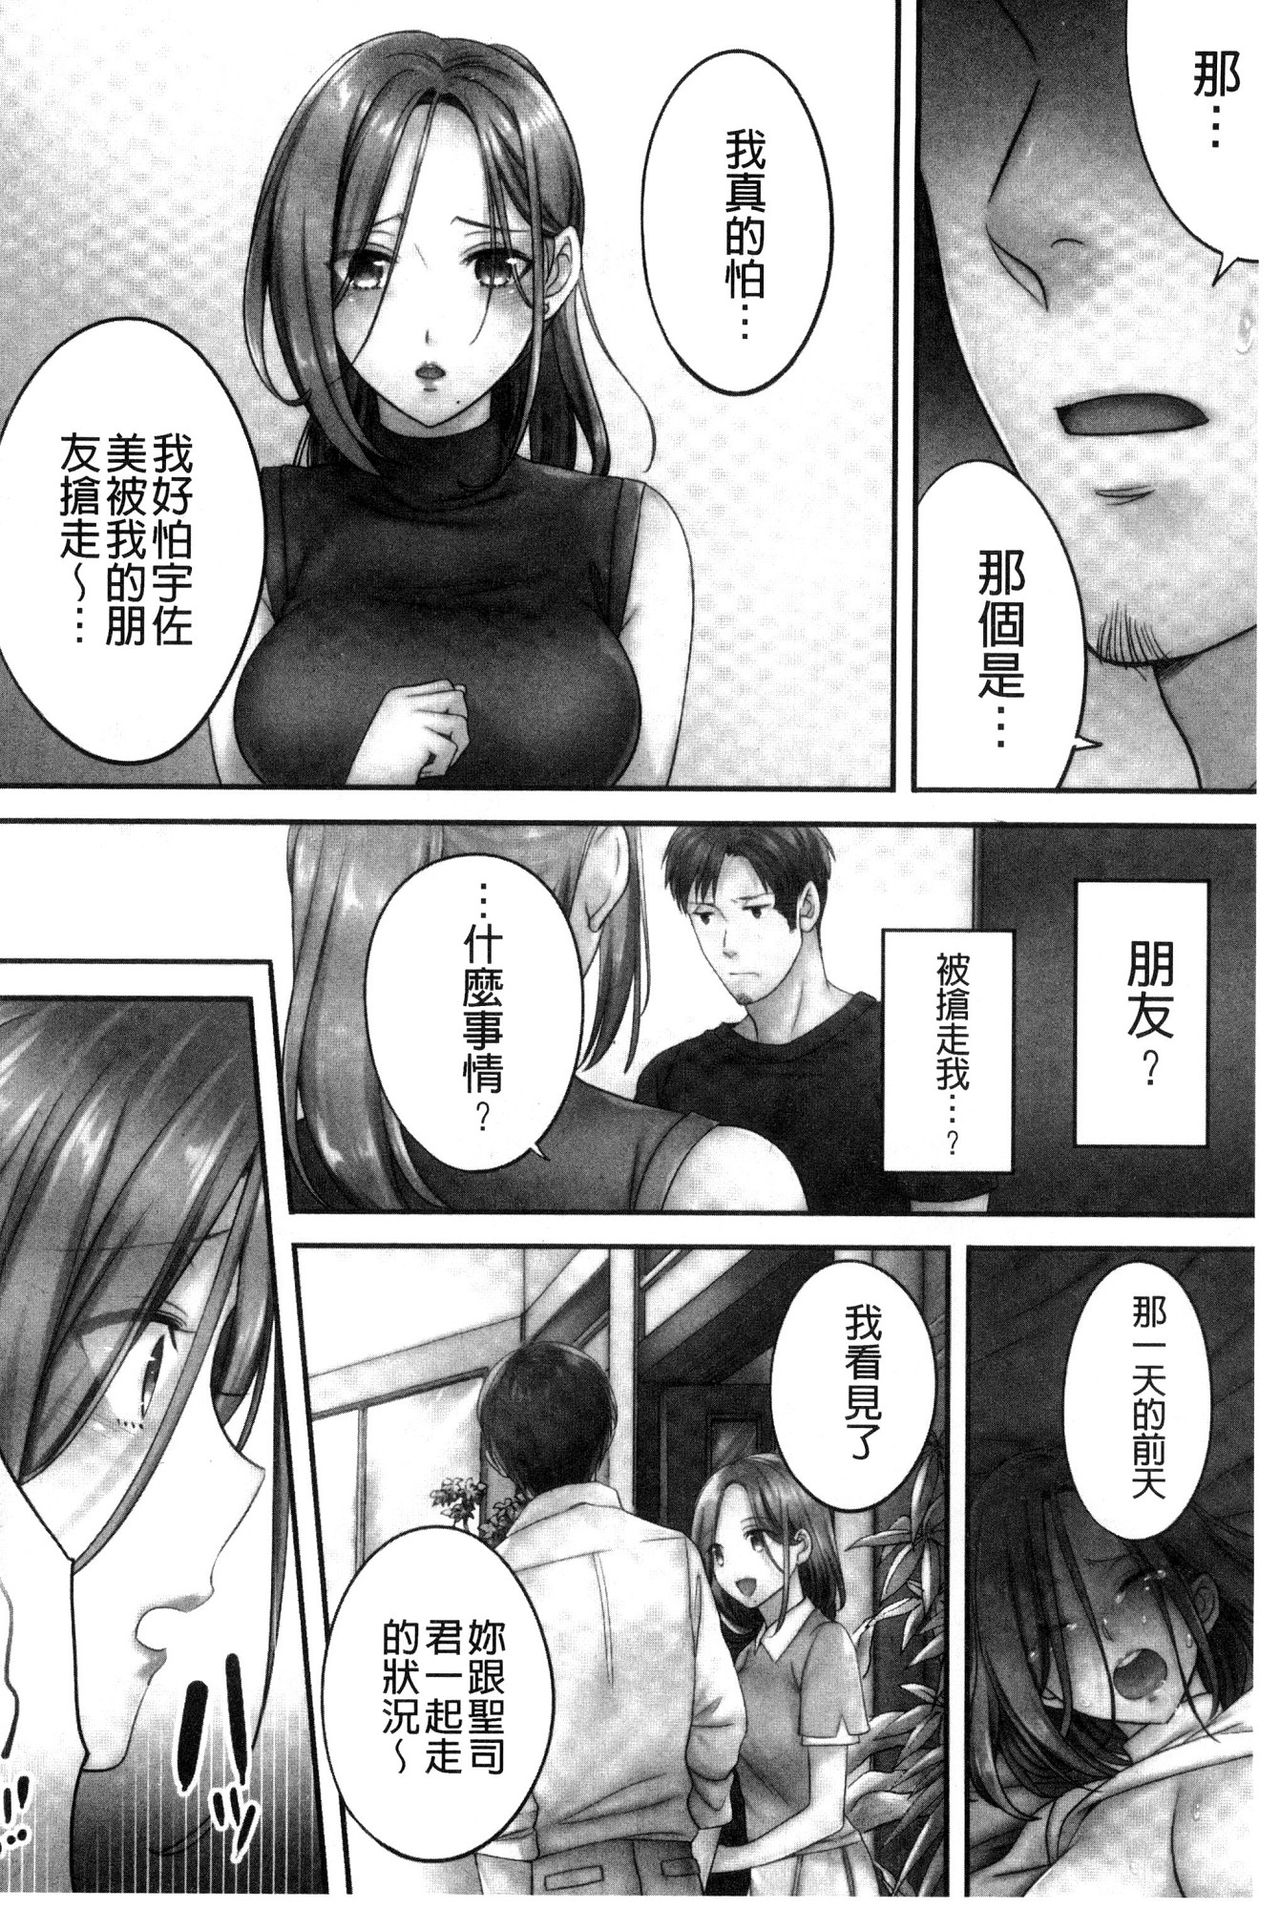 那…
那個是…
我真的怕…
我好怕宇佐
美被我的朋
友搶走～…
朋友？
被搶走我…？
…什麼事情？
那一天的前天
我看見了
妳跟聖司
君一起走
的狀況～